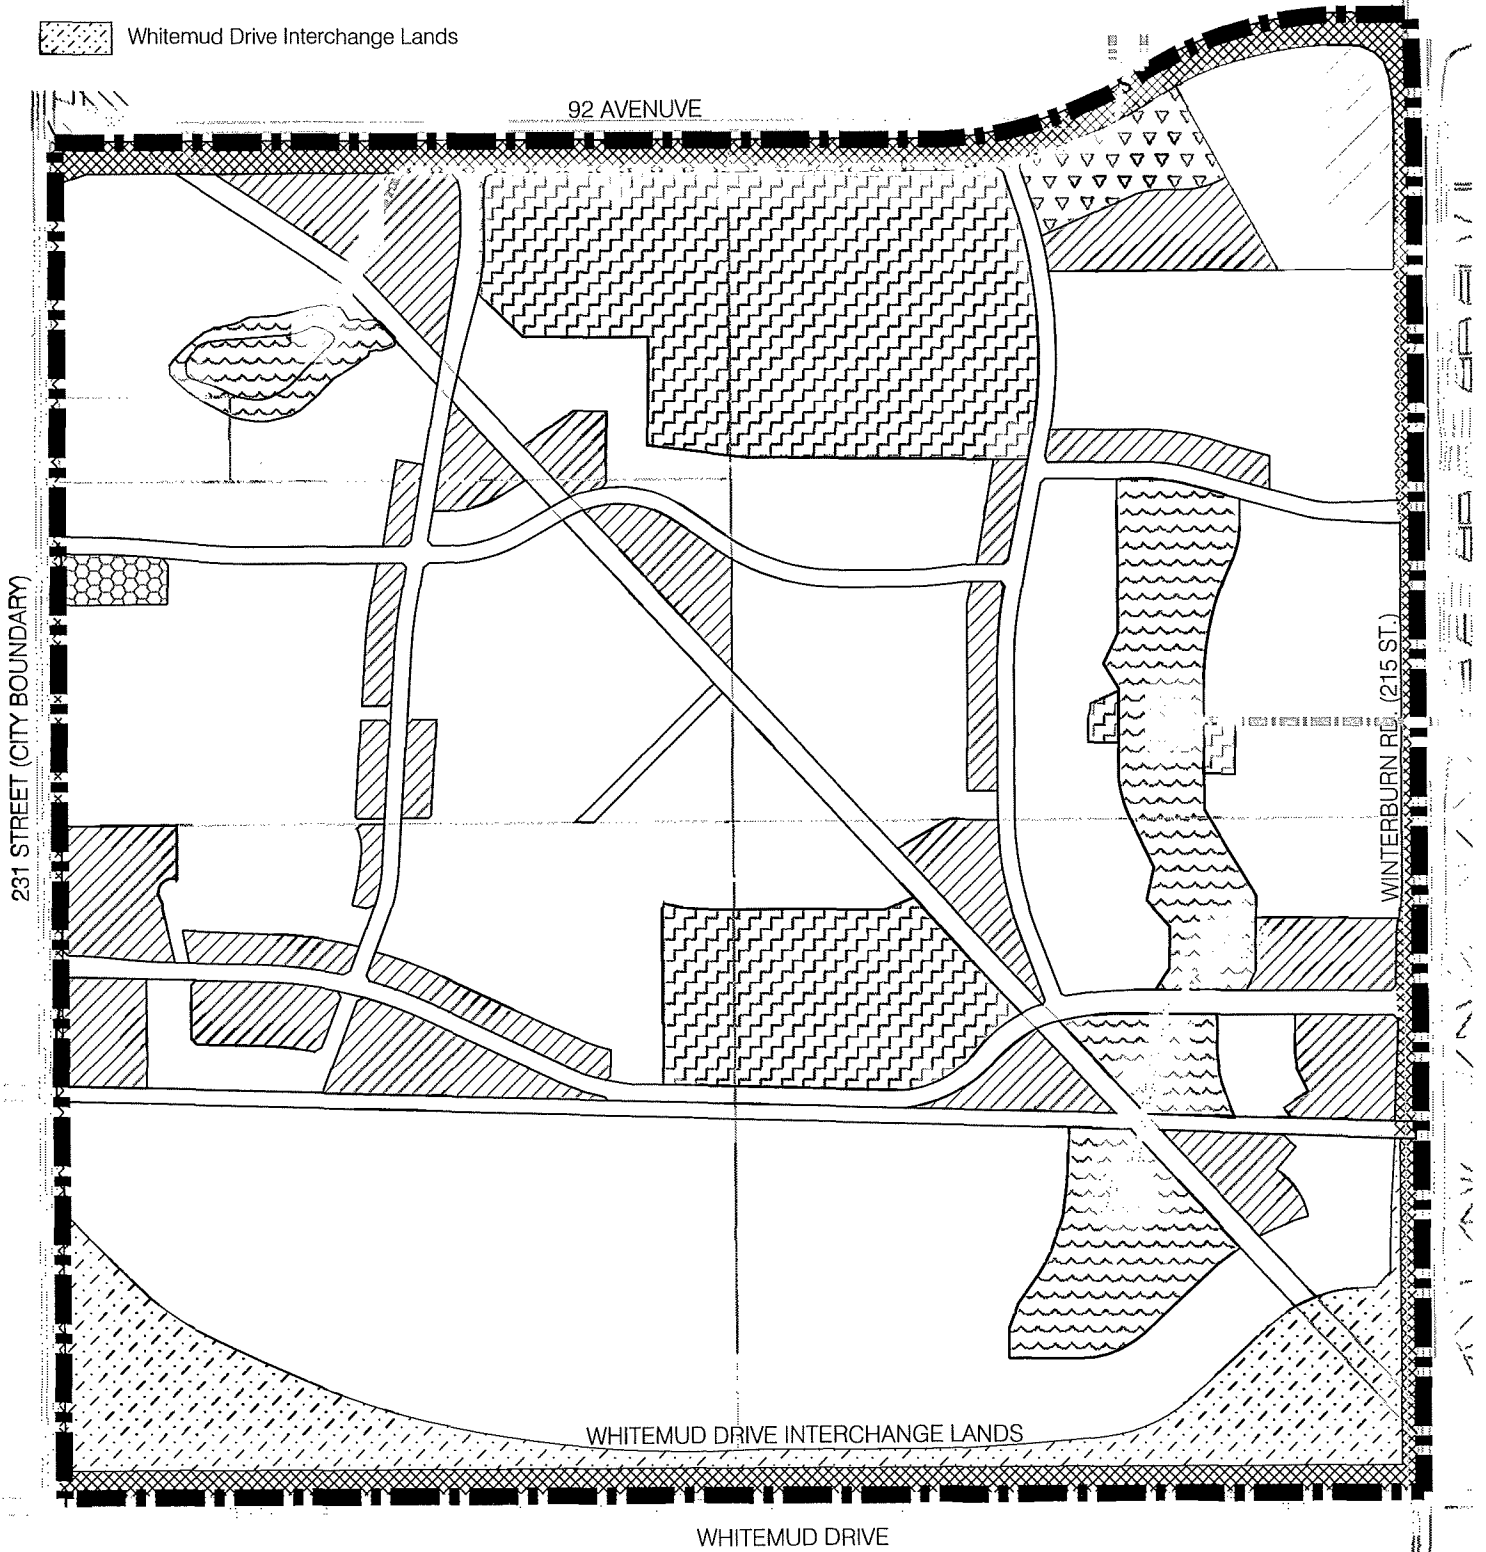 Whitemud Drive Interchange Lands
92 AVENUVE
231 STREET (CITY BOUNDARY)
WINTERBURN RD. (215 ST.)
WHITEMUD DRIVE INTERCHANGE LANDS
WHITEMUD DRIVE